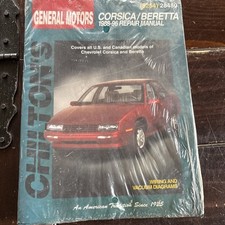 GENERAL MOTORS
CORSICA/BERETTA
1988-96 REPAIR MANUAL
Covers all U.S. and Canadian models of
Chevrolet Corsica and Beretta
CHILTON'S
WIRING AND
VACUUM DIAGRAMS
An American Tradition Since